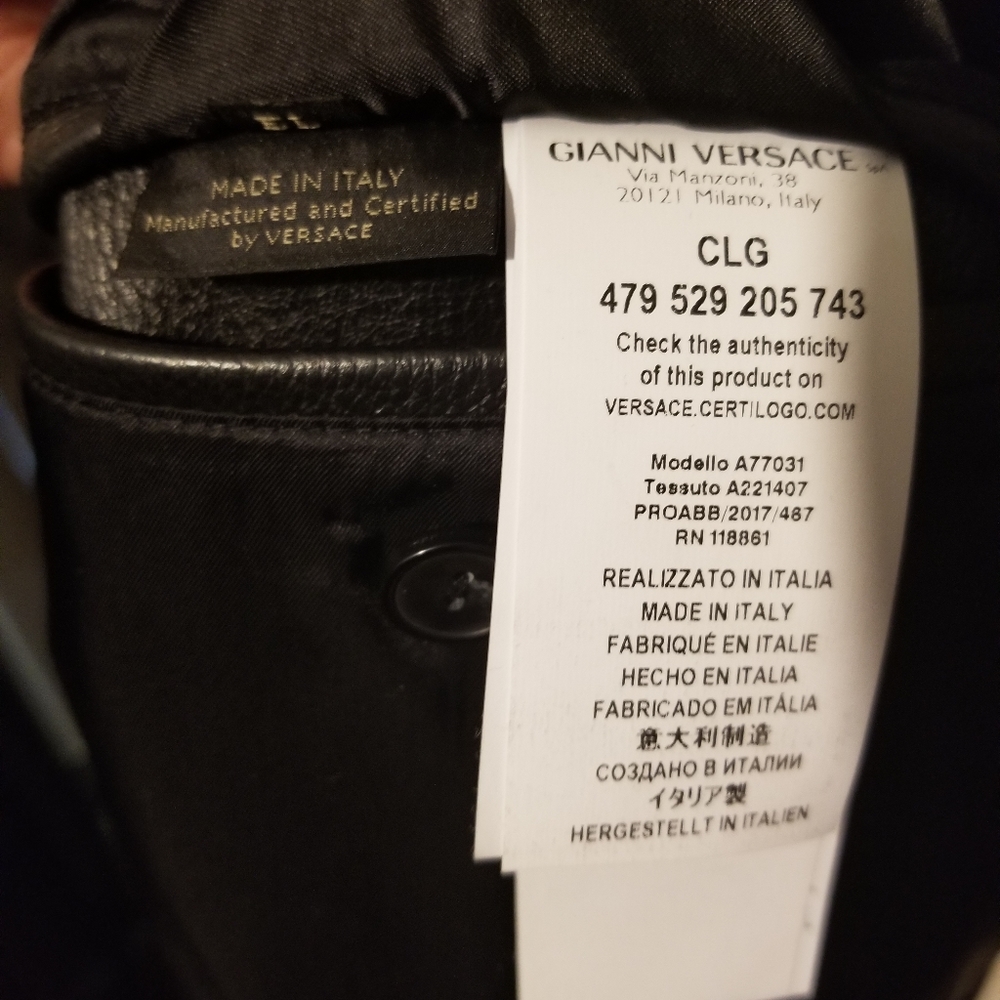 MADE IN ITALY
Manufactured and Certified
by VERSACE
GIANNI VERSACE
Via Manzoni, 38
20121 Milano, Italy
CLG
479 529 205 743
Check the authenticity
of this product on
VERSACE.CERTILOGO.COM
Modello A77031
Tessuto A221407
PROABB/2017/467
RN 118861
REALIZZATO IN ITALIA
MADE IN ITALY
FABRIQUÉ EN ITALIE
HECHO EN ITALIA
FABRICADO EM ITÁLIA
意大利制造
СОЗДАНО В ИТАЛИИ
イタリア製
HERGESTELLT IN ITALIEN